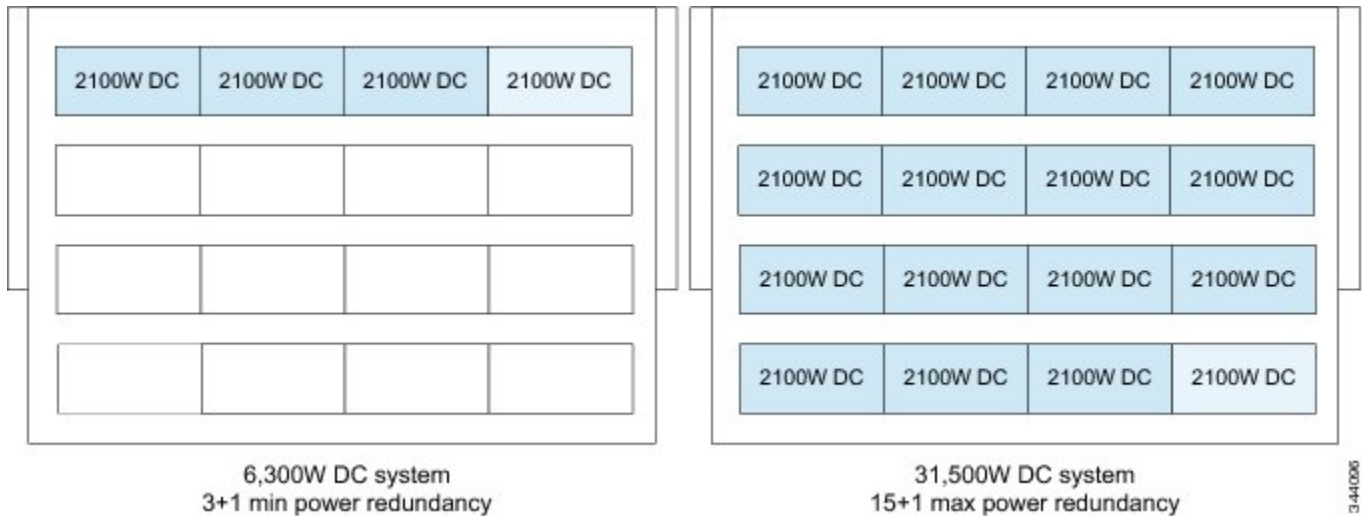 2100W DC 2100W DC 2100W DC 2100W DC
6,300W DC system
3+1 min power redundancy
2100W DC 2100W DC 2100W DC 2100W DC
2100W DC 2100W DC 2100W DC 2100W DC
2100W DC 2100W DC 2100W DC 2100W DC
2100W DC 2100W DC 2100W DC 2100W DC
31,500W DC system
15+1 max power redundancy
344096